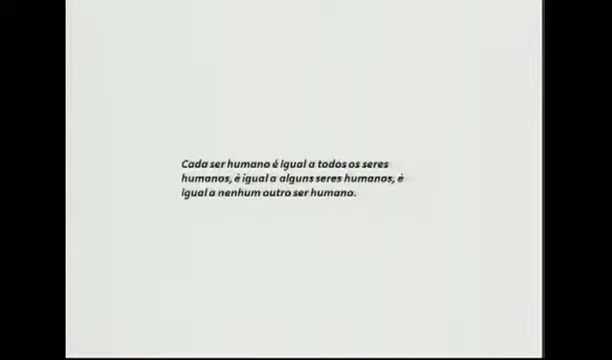 Cada ser humano é igual a todos os seres
humanos, é igual a alguns seres humanos, é
igual a nenhum outro ser humano.